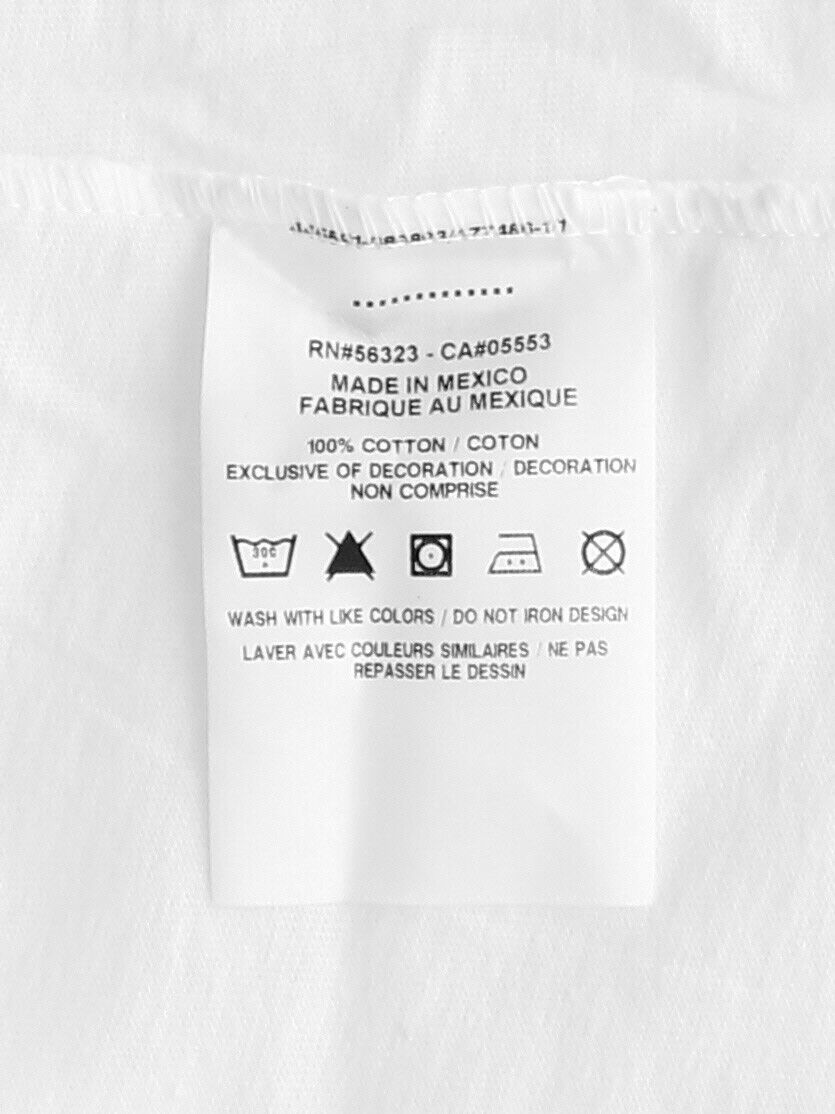 RN#56323 - CA#05553
MADE IN MEXICO
FABRIQUE AU MEXIQUE
100% COTTON / COTON
EXCLUSIVE OF DECORATION / DECORATION
NON COMPRISE
30C
WASH WITH LIKE COLORS / DO NOT IRON DESIGN
LAVER AVEC COULEURS SIMILAIRES / NE PAS
REPASSER LE DESSIN